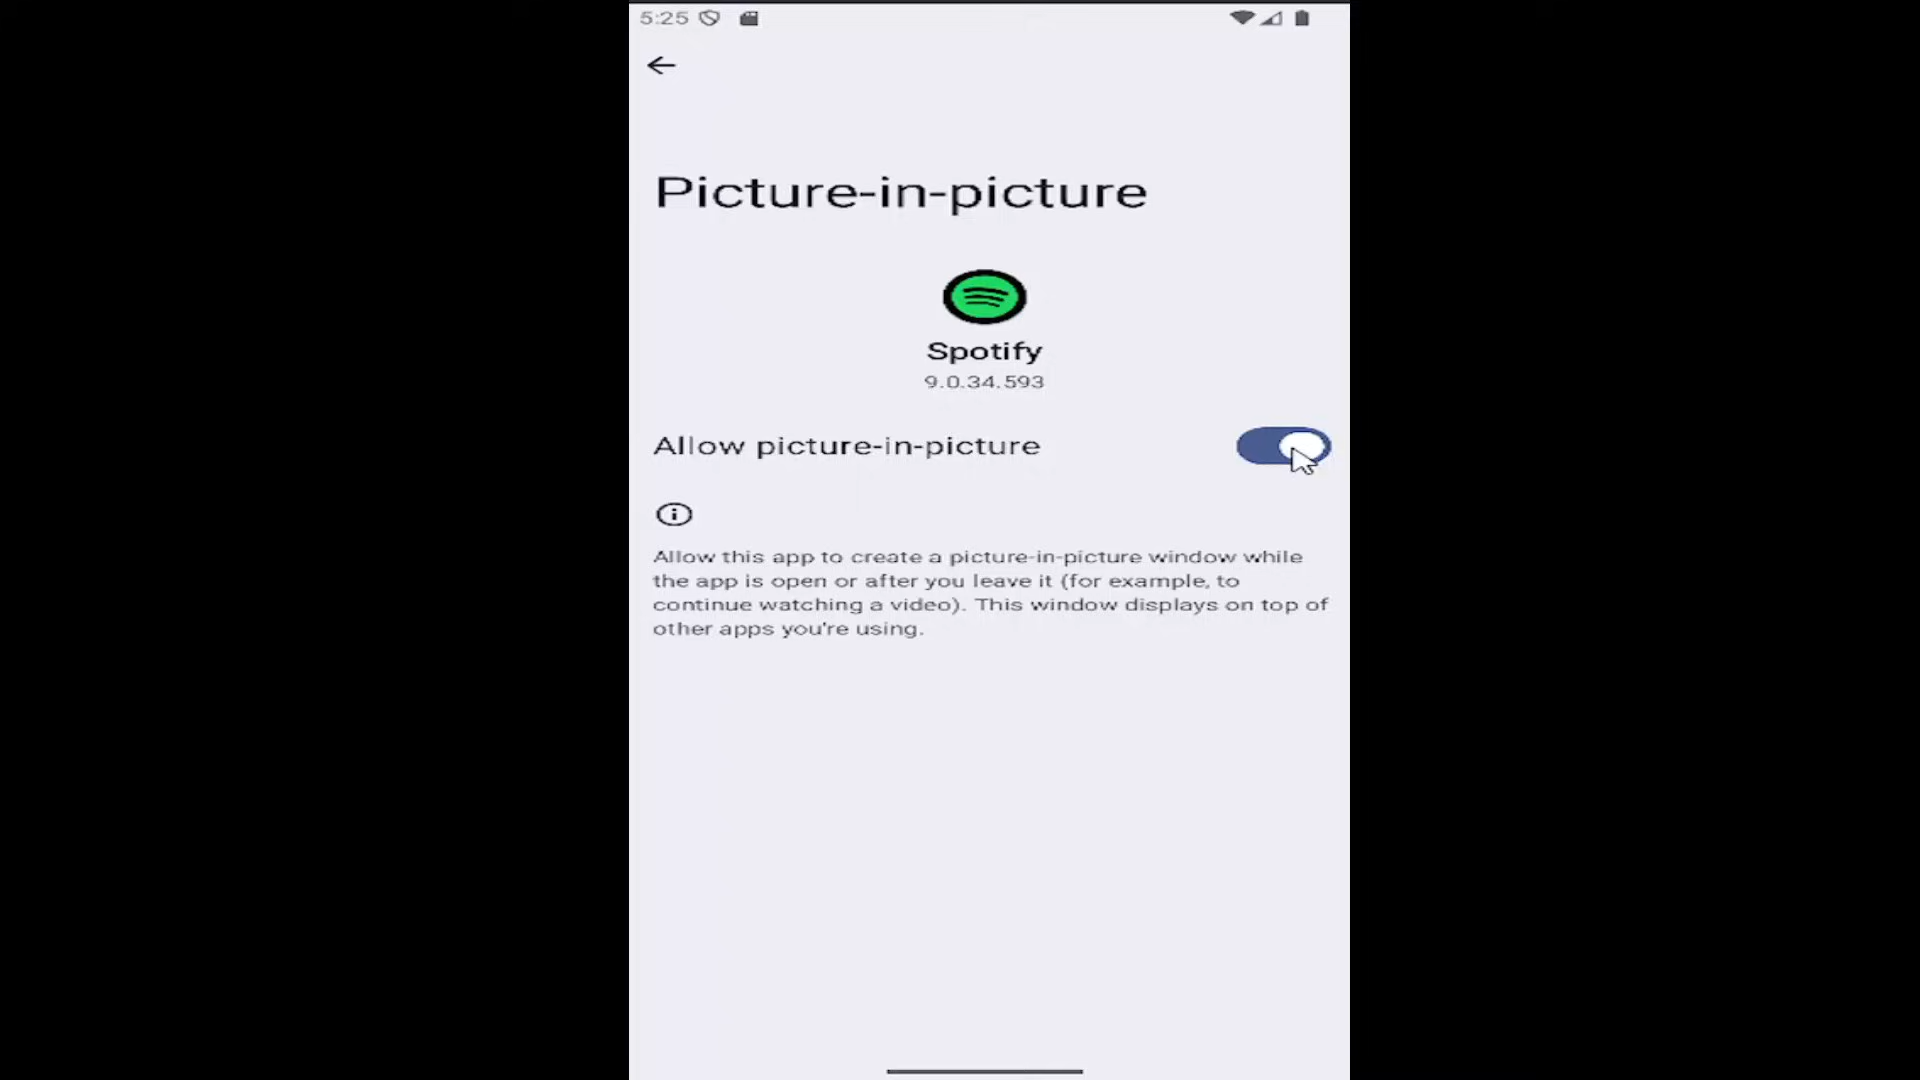 5:25
Picture-in-picture
Spotify
9.0.34.593
Allow picture-in-picture
Allow this app to create a picture-in-picture window while
the app is open or after you leave it (for example, to
continue watching a video). This window displays on top of
other apps you're using.